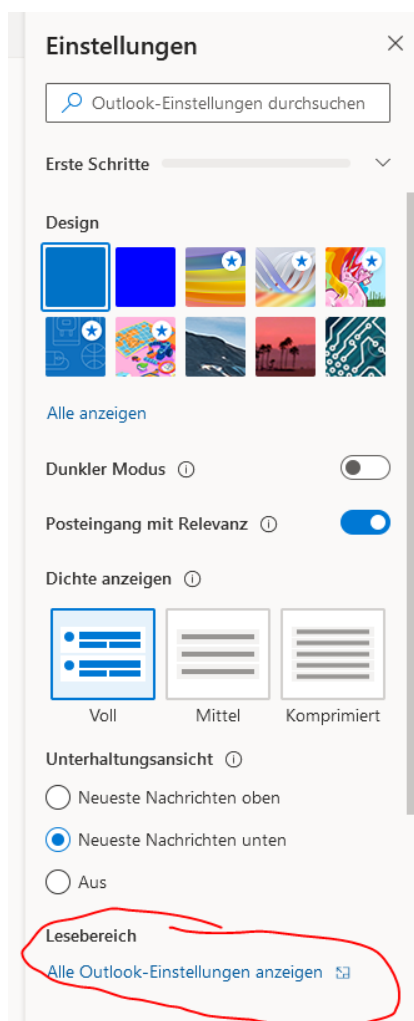 Einstellungen
Outlook-Einstellungen durchsuchen
Erste Schritte
Design
Alle anzeigen
Dunkler Modus
Posteingang mit Relevanz
Dichte anzeigen
Voll Mittel Komprimiert
Unterhaltungsansicht
Neueste Nachrichten oben
Neueste Nachrichten unten
Aus
Lesebereich
Alle Outlook-Einstellungen anzeigen